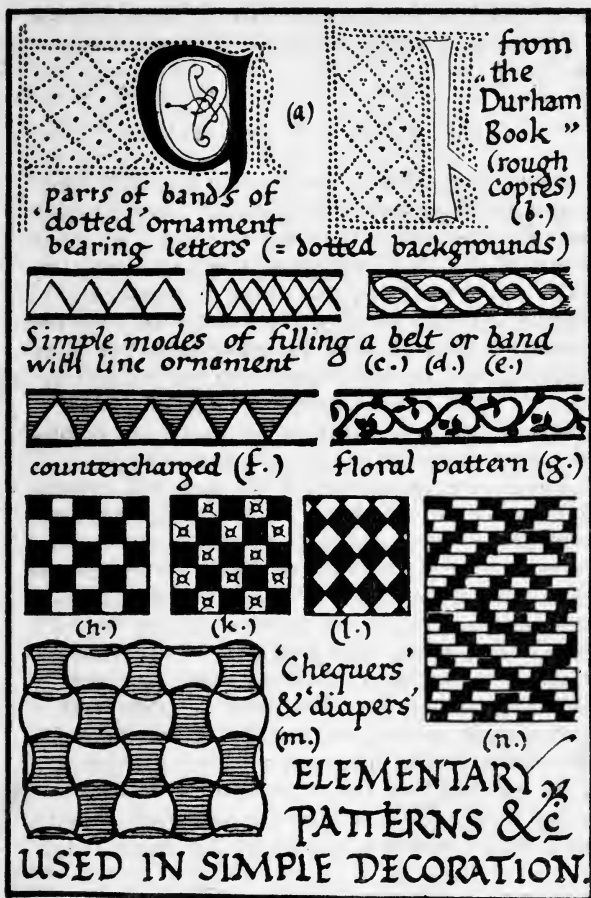 (a)
from
"the
Durham
Book"
(rough
copies)
(b.)
parts of bands of
'dotted' ornament
bearing letters (= dotted backgrounds)
Simple modes of filling a belt or band
with line ornament (c.) (d.) (e.)
countercharged (f.) floral pattern (g.)
(h.) (k.) (l.)
'Chequers'
& 'diapers'
(m.) (n.)
ELEMENTARY
PATTERNS &c
USED IN SIMPLE DECORATION.